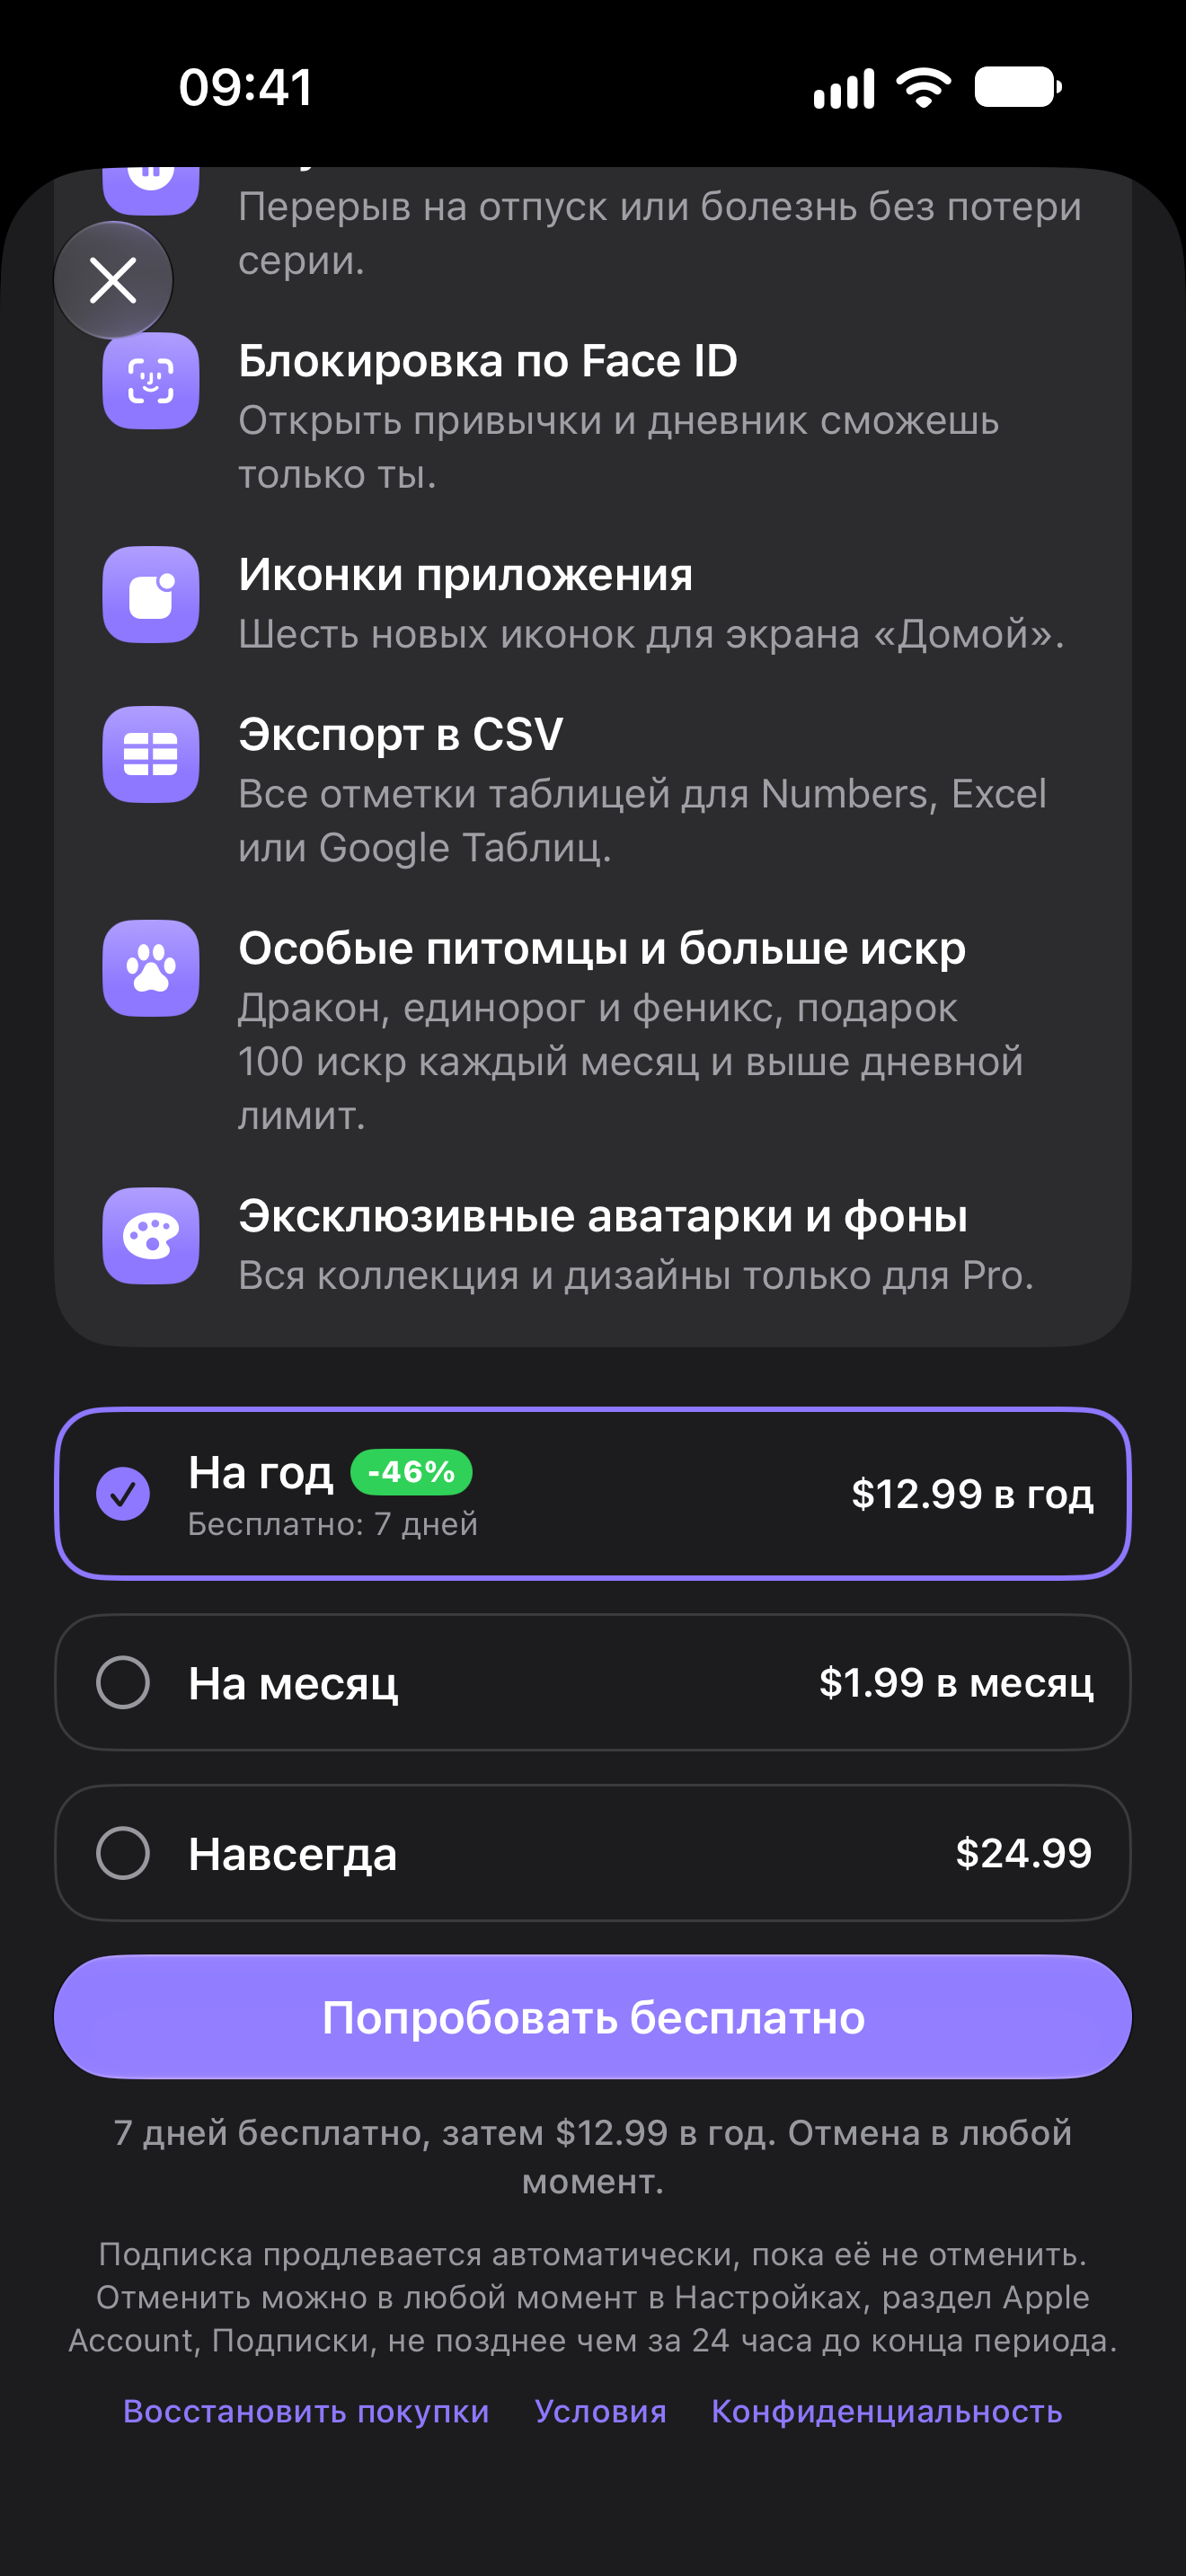 09:41
Перерыв на отпуск или болезнь без потери
серии.
Блокировка по Face ID
Открыть привычки и дневник сможешь
только ты.
Иконки приложения
Шесть новых иконок для экрана «Домой».
Экспорт в CSV
Все отметки таблицей для Numbers, Excel
или Google Таблиц.
Особые питомцы и больше искр
Дракон, единорог и феникс, подарок
100 искр каждый месяц и выше дневной
лимит.
Эксклюзивные аватарки и фоны
Вся коллекция и дизайны только для Pro.
На год -46%
Бесплатно: 7 дней
$12.99 в год
На месяц
$1.99 в месяц
Навсегда
$24.99
Попробовать бесплатно
7 дней бесплатно, затем $12.99 в год. Отмена в любой
момент.
Подписка продлевается автоматически, пока её не отменить.
Отменить можно в любой момент в Настройках, раздел Apple
Account, Подписки, не позднее чем за 24 часа до конца периода.
Восстановить покупки Условия Конфиденциальность